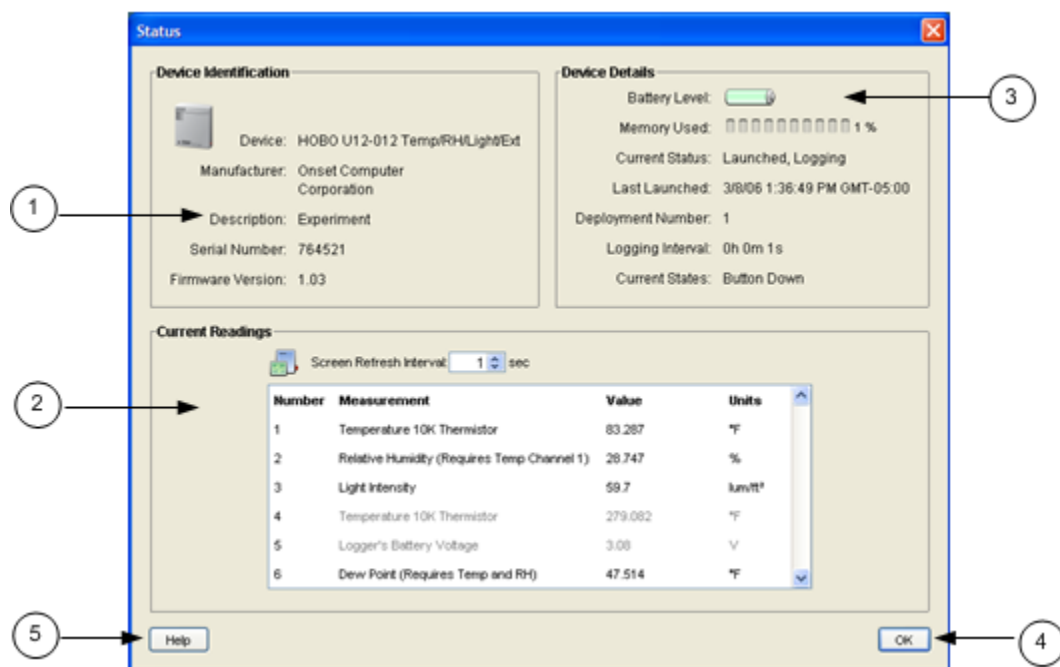 Status
Device Identification
Device: HOBO U12-012 Temp/RH/Light/Ext
Manufacturer: Onset Computer
Corporation
Description: Experiment
Serial Number: 764521
Firmware Version: 1.03
1
Device Details
Battery Level:
Memory Used: 1 %
Current Status: Launched, Logging
Last Launched: 3/8/06 1:36:49 PM GMT-05:00
Deployment Number: 1
Logging Interval: 0h 0m 1s
Current States: Button Down
3
Current Readings
Screen Refresh Interval: 1 sec
Number Measurement Value Units
1 Temperature 10K Thermistor 83.287 °F
2 Relative Humidity (Requires Temp Channel 1) 28.747 %
3 Light Intensity 59.7 lum/ft²
4 Temperature 10K Thermistor 279.082 °F
5 Logger's Battery Voltage 3.08 V
6 Dew Point (Requires Temp and RH) 47.514 °F
2
5
Help
OK
4